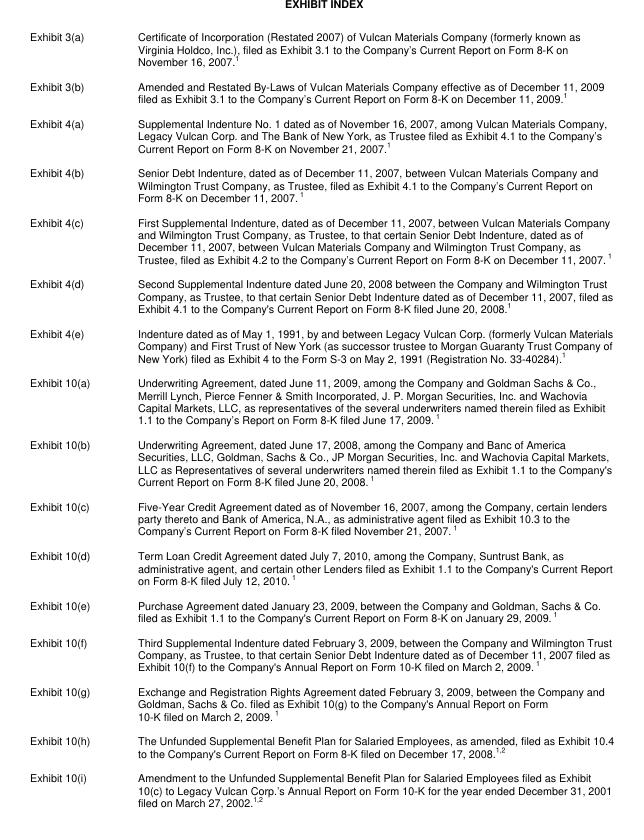 EXHIBIT INDEX
Exhibit 3(a) Certificate of Incorporation (Restated 2007) of Vulcan Materials Company (formerly known as
Virginia Holdco, Inc.), filed as Exhibit 3.1 to the Company's Current Report on Form 8-K on
November 16, 2007.1
Exhibit 3(b) Amended and Restated By-Laws of Vulcan Materials Company effective as of December 11, 2009
filed as Exhibit 3.1 to the Company's Current Report on Form 8-K on December 11, 2009.1
Exhibit 4(a) Supplemental Indenture No. 1 dated as of November 16, 2007, among Vulcan Materials Company,
Legacy Vulcan Corp. and The Bank of New York, as Trustee filed as Exhibit 4.1 to the Company's
Current Report on Form 8-K on November 21, 2007.1
Exhibit 4(b) Senior Debt Indenture, dated as of December 11, 2007, between Vulcan Materials Company and
Wilmington Trust Company, as Trustee, filed as Exhibit 4.1 to the Company's Current Report on
Form 8-K on December 11, 2007. 1
Exhibit 4(c) First Supplemental Indenture, dated as of December 11, 2007, between Vulcan Materials Company
and Wilmington Trust Company, as Trustee, to that certain Senior Debt Indenture, dated as of
December 11, 2007, between Vulcan Materials Company and Wilmington Trust Company, as
Trustee, filed as Exhibit 4.2 to the Company's Current Report on Form 8-K on December 11, 2007. 1
Exhibit 4(d) Second Supplemental Indenture dated June 20, 2008 between the Company and Wilmington Trust
Company, as Trustee, to that certain Senior Debt Indenture dated as of December 11, 2007, filed as
Exhibit 4.1 to the Company's Current Report on Form 8-K filed June 20, 2008.1
Exhibit 4(e) Indenture dated as of May 1, 1991, by and between Legacy Vulcan Corp. (formerly Vulcan Materials
Company) and First Trust of New York (as successor trustee to Morgan Guaranty Trust Company of
New York) filed as Exhibit 4 to the Form S-3 on May 2, 1991 (Registration No. 33-40284).1
Exhibit 10(a) Underwriting Agreement, dated June 11, 2009, among the Company and Goldman Sachs & Co.,
Merrill Lynch, Pierce Fenner & Smith Incorporated, J. P. Morgan Securities, Inc. and Wachovia
Capital Markets, LLC, as representatives of the several underwriters named therein filed as Exhibit
1.1 to the Company's Report on Form 8-K filed June 17, 2009. 1
Exhibit 10(b) Underwriting Agreement, dated June 17, 2008, among the Company and Banc of America
Securities, LLC, Goldman, Sachs & Co., JP Morgan Securities, Inc. and Wachovia Capital Markets,
LLC as Representatives of several underwriters named therein filed as Exhibit 1.1 to the Company's
Current Report on Form 8-K filed June 20, 2008. 1
Exhibit 10(c) Five-Year Credit Agreement dated as of November 16, 2007, among the Company, certain lenders
party thereto and Bank of America, N.A., as administrative agent filed as Exhibit 10.3 to the
Company's Current Report on Form 8-K filed November 21, 2007. 1
Exhibit 10(d) Term Loan Credit Agreement dated July 7, 2010, among the Company, Suntrust Bank, as
administrative agent, and certain other Lenders filed as Exhibit 1.1 to the Company's Current Report
on Form 8-K filed July 12, 2010. 1
Exhibit 10(e) Purchase Agreement dated January 23, 2009, between the Company and Goldman, Sachs & Co.
filed as Exhibit 1.1 to the Company's Current Report on Form 8-K on January 29, 2009. 1
Exhibit 10(f) Third Supplemental Indenture dated February 3, 2009, between the Company and Wilmington Trust
Company, as Trustee, to that certain Senior Debt Indenture dated as of December 11, 2007 filed as
Exhibit 10(f) to the Company's Annual Report on Form 10-K filed on March 2, 2009. 1
Exhibit 10(g) Exchange and Registration Rights Agreement dated February 3, 2009, between the Company and
Goldman, Sachs & Co. filed as Exhibit 10(g) to the Company's Annual Report on Form
10-K filed on March 2, 2009. 1
Exhibit 10(h) The Unfunded Supplemental Benefit Plan for Salaried Employees, as amended, filed as Exhibit 10.4
to the Company's Current Report on Form 8-K filed on December 17, 2008.1,2
Exhibit 10(i) Amendment to the Unfunded Supplemental Benefit Plan for Salaried Employees filed as Exhibit
10(c) to Legacy Vulcan Corp.'s Annual Report on Form 10-K for the year ended December 31, 2001
filed on March 27, 2002.1,2